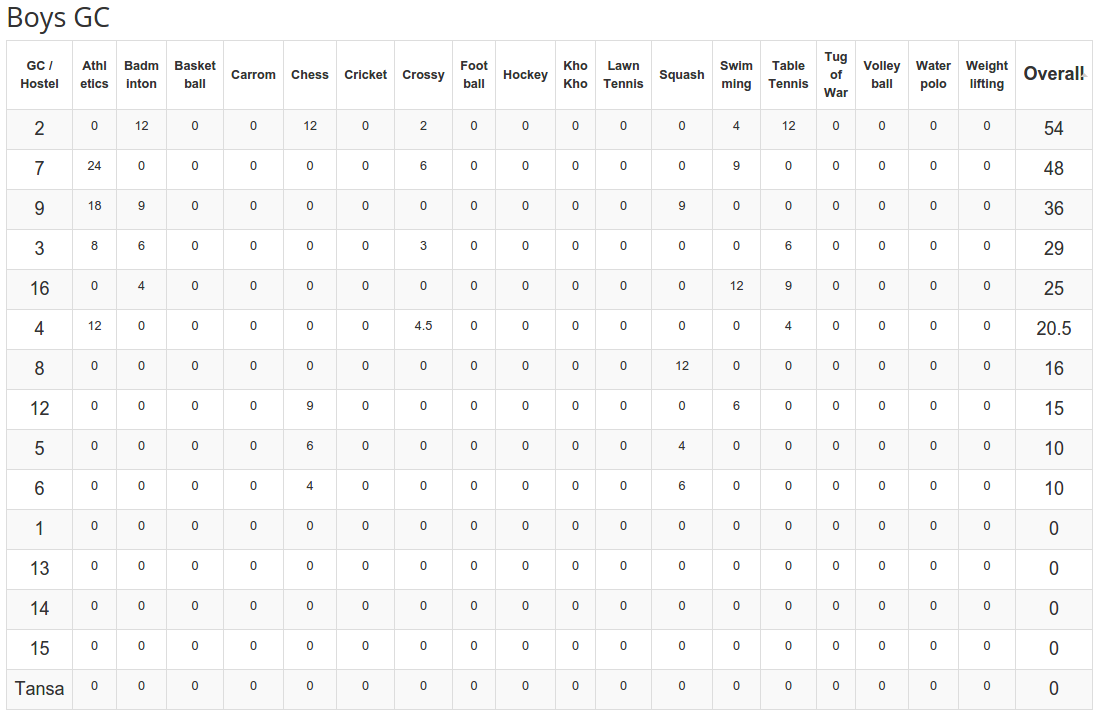 Boys GC
GC / Hostel Athl etics Badm inton Basket ball Carrom Chess Cricket Crossy Foot ball Hockey Kho Kho Lawn Tennis Squash Swim ming Table Tennis Tug of War Volley ball Water polo Weight lifting Overall
2 0 12 0 0 12 0 2 0 0 0 0 0 4 12 0 0 0 0 54
7 24 0 0 0 0 0 6 0 0 0 0 0 9 0 0 0 0 0 48
9 18 9 0 0 0 0 0 0 0 0 0 9 0 0 0 0 0 0 36
3 8 6 0 0 0 0 3 0 0 0 0 0 0 6 0 0 0 0 29
16 0 4 0 0 0 0 0 0 0 0 0 0 12 9 0 0 0 0 25
4 12 0 0 0 0 0 4.5 0 0 0 0 0 0 4 0 0 0 0 20.5
8 0 0 0 0 0 0 0 0 0 0 0 12 0 0 0 0 0 0 16
12 0 0 0 0 9 0 0 0 0 0 0 0 6 0 0 0 0 0 15
5 0 0 0 0 6 0 0 0 0 0 0 4 0 0 0 0 0 0 10
6 0 0 0 0 4 0 0 0 0 0 0 6 0 0 0 0 0 0 10
1 0 0 0 0 0 0 0 0 0 0 0 0 0 0 0 0 0 0 0
13 0 0 0 0 0 0 0 0 0 0 0 0 0 0 0 0 0 0 0
14 0 0 0 0 0 0 0 0 0 0 0 0 0 0 0 0 0 0 0
15 0 0 0 0 0 0 0 0 0 0 0 0 0 0 0 0 0 0 0
Tansa 0 0 0 0 0 0 0 0 0 0 0 0 0 0 0 0 0 0 0